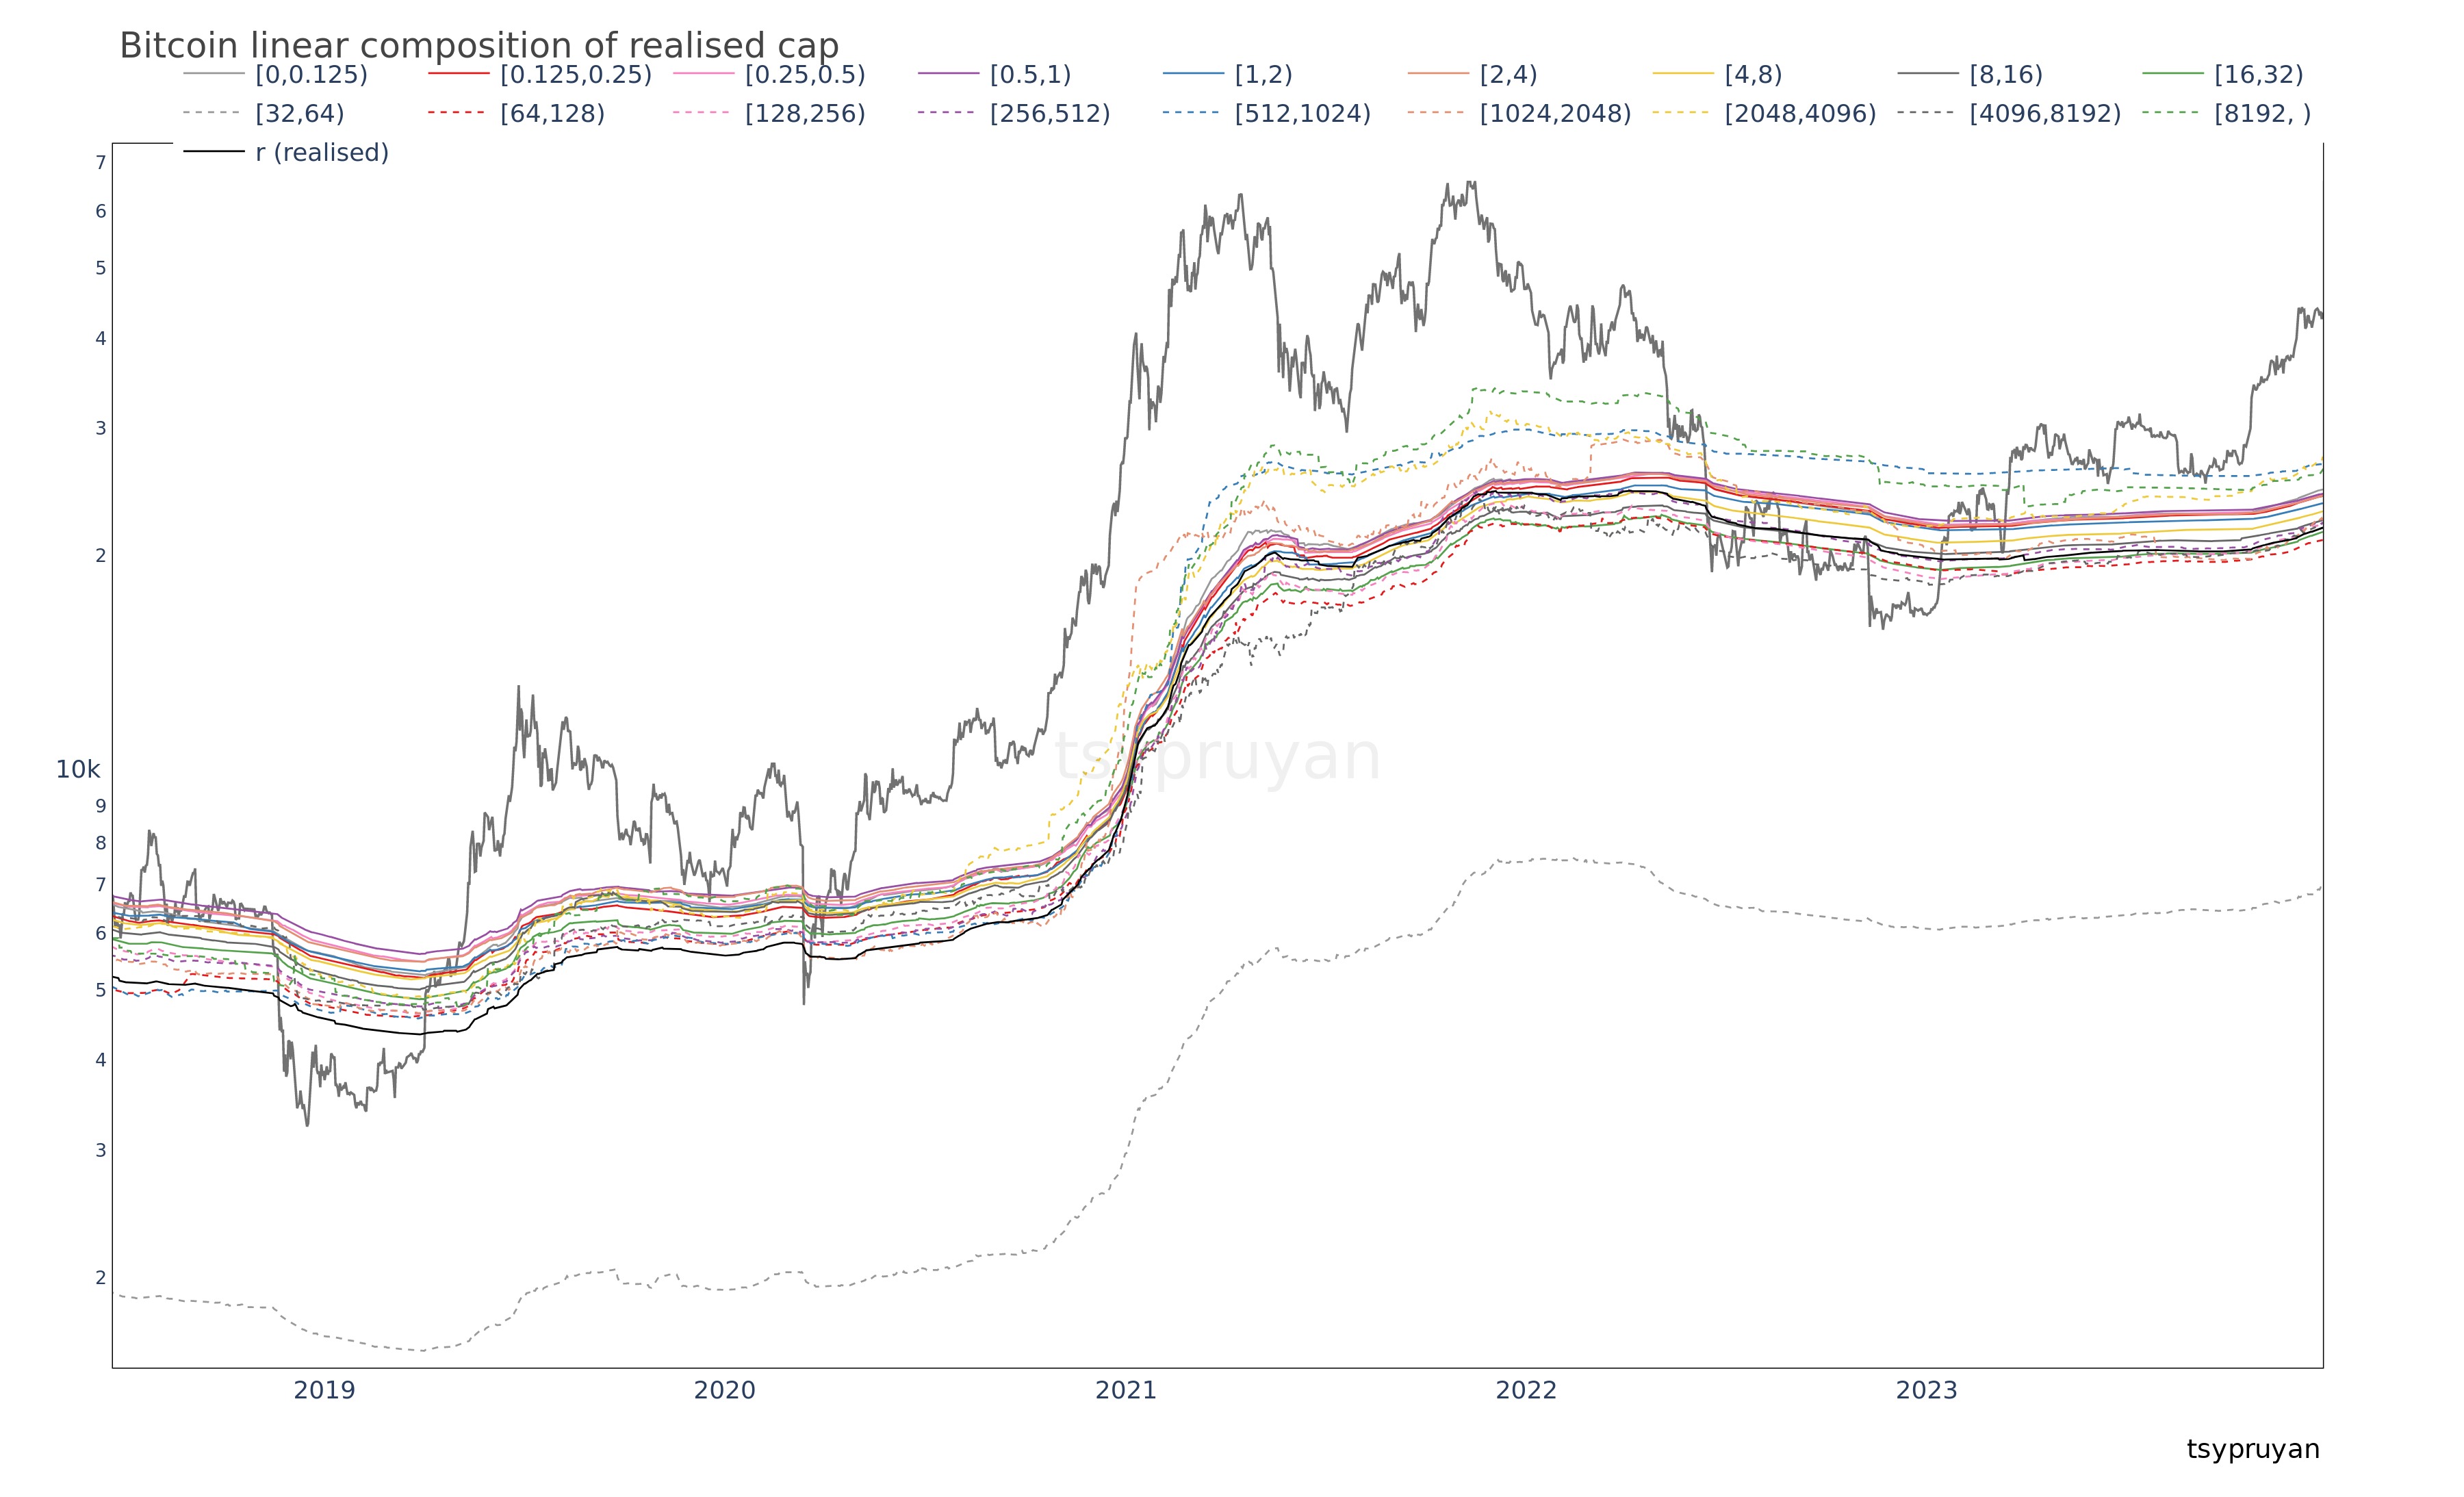 Bitcoin linear composition of realised cap
[0,0.125) [0.125,0.25) [0.25,0.5) [0.5,1) [1,2) [2,4) [4,8) [8,16) [16,32)
[32,64) [64,128) [128,256) [256,512) [512,1024) [1024,2048) [2048,4096) [4096,8192) [8192, )
r (realised)
7
6
5
4
3
2
tsypruyan
10k
9
8
7
6
5
4
3
2
2019 2020 2021 2022 2023
tsypruyan